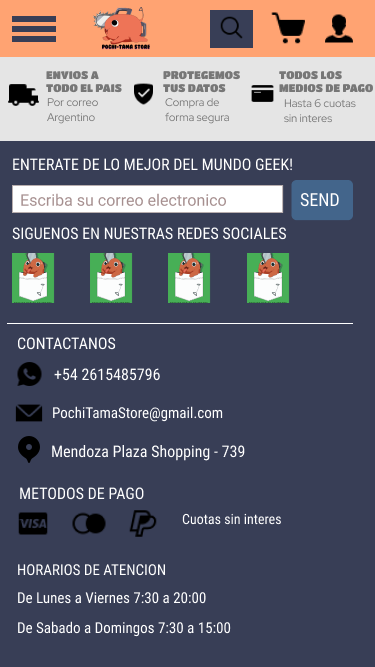 POCHI-TAMA STORE
ENVIOS A
TODO EL PAIS
Por correo
Argentino
PROTEGEMOS
TUS DATOS
Compra de
forma segura
TODOS LOS
MEDIOS DE PAGO
Hasta 6 cuotas
sin interes
ENTERATE DE LO MEJOR DEL MUNDO GEEK!
Escriba su correo electronico
SEND
SIGUENOS EN NUESTRAS REDES SOCIALES
CONTACTANOS
+54 2615485796
PochiTamaStore@gmail.com
Mendoza Plaza Shopping - 739
METODOS DE PAGO
VISA
Cuotas sin interes
HORARIOS DE ATENCION
De Lunes a Viernes 7:30 a 20:00
De Sabado a Domingos 7:30 a 15:00